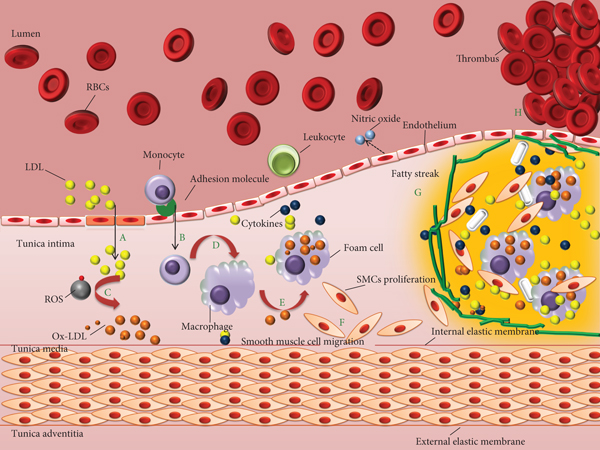 Lumen
RBCs
Thrombus
H
Nitric oxide
Endothelium
Leukocyte
Monocyte
LDL
Adhesion molecule
Fatty streak
G
Cytokines
A
B
D
Tunica intima
Foam cell
SMCs proliferation
ROS
C
E
F
Ox-LDL
Macrophage
Smooth muscle cell migration
Internal elastic membrane
Tunica media
Tunica adventitia
External elastic membrane